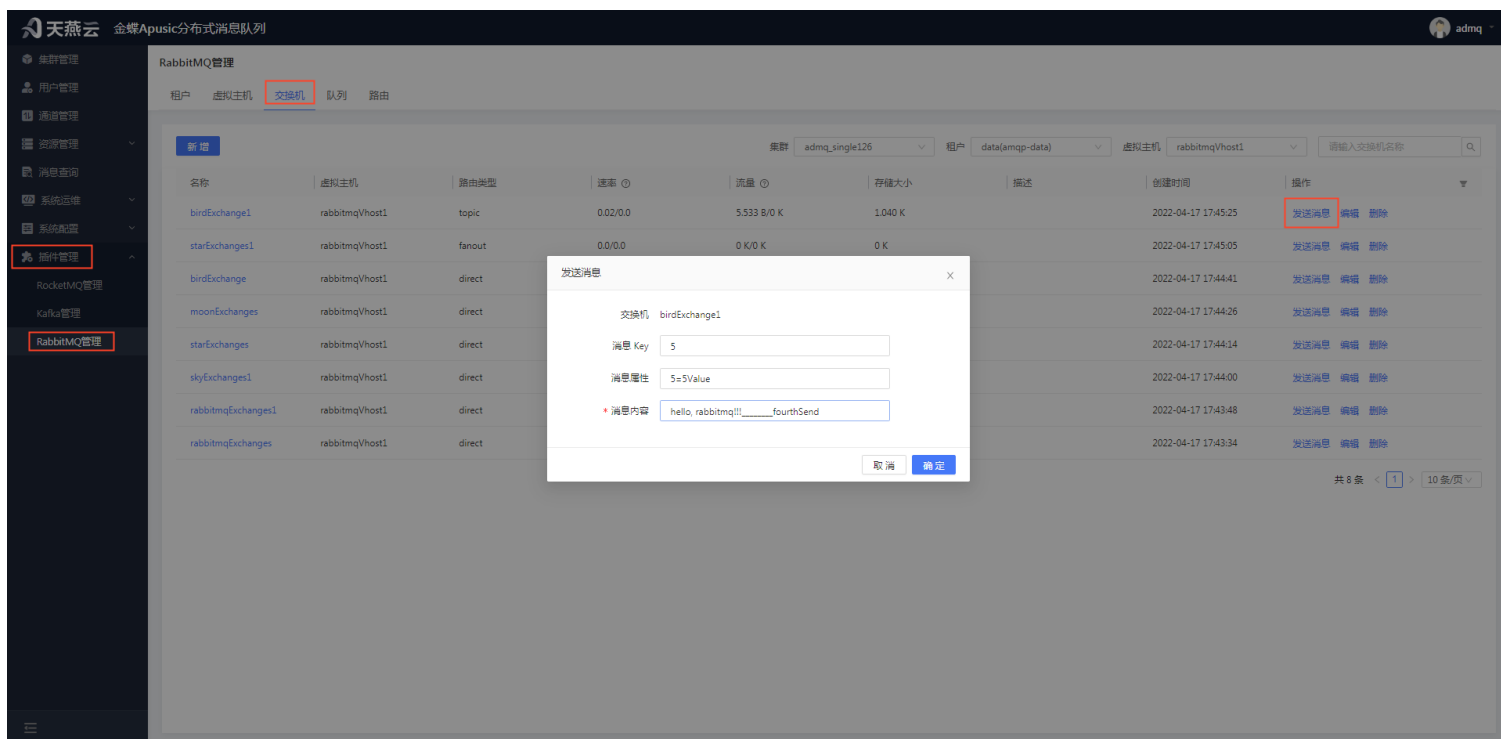 天燕云 金蝶Apusic分布式消息队列 admq
集群管理
用户管理
通道管理
资源管理
消息查询
系统运维
系统配置
插件管理
RocketMQ管理
Kafka管理
RabbitMQ管理
RabbitMQ管理
租户 虚拟主机 交换机 队列 路由
新增 集群 admq_single126 租户 data(amqp-data) 虚拟主机 rabbitmqVhost1 请输入交换机名称
名称 虚拟主机 路由类型 速率 流量 存储大小 描述 创建时间 操作
birdExchange1 rabbitmqVhost1 topic 0.02/0.0 5.533 B/0 K 1.040 K 2022-04-17 17:45:25 发送消息 编辑 删除
starExchanges1 rabbitmqVhost1 fanout 0.0/0.0 0 K/0 K 0 K 2022-04-17 17:45:05 发送消息 编辑 删除
birdExchange rabbitmqVhost1 direct 2022-04-17 17:44:41 发送消息 编辑 删除
moonExchanges rabbitmqVhost1 direct 2022-04-17 17:44:26 发送消息 编辑 删除
starExchanges rabbitmqVhost1 direct 2022-04-17 17:44:14 发送消息 编辑 删除
skyExchanges1 rabbitmqVhost1 direct 2022-04-17 17:44:00 发送消息 编辑 删除
rabbitmqExchanges1 rabbitmqVhost1 direct 2022-04-17 17:43:48 发送消息 编辑 删除
rabbitmqExchanges rabbitmqVhost1 direct 2022-04-17 17:43:34 发送消息 编辑 删除
共 8 条 < 1 > 10 条/页
发送消息
交换机 birdExchange1
消息 Key 5
消息属性 5=5Value
* 消息内容 hello, rabbitmq!!!_______fourthSend
取消 确定